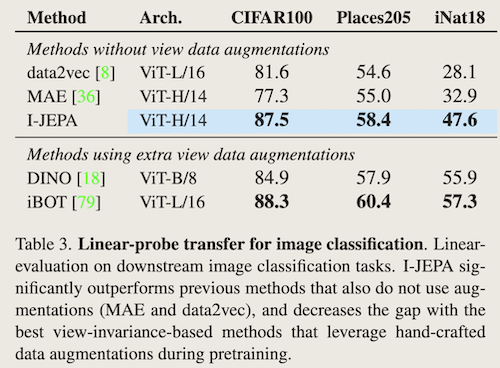 Method Arch. CIFAR100 Places205 iNat18
Methods without view data augmentations
data2vec [8] ViT-L/16 81.6 54.6 28.1
MAE [36] ViT-H/14 77.3 55.0 32.9
I-JEPA ViT-H/14 87.5 58.4 47.6
Methods using extra view data augmentations
DINO [18] ViT-B/8 84.9 57.9 55.9
iBOT [79] ViT-L/16 88.3 60.4 57.3
Table 3. Linear-probe transfer for image classification. Linear-
evaluation on downstream image classification tasks. I-JEPA sig-
nificantly outperforms previous methods that also do not use aug-
mentations (MAE and data2vec), and decreases the gap with the
best view-invariance-based methods that leverage hand-crafted
data augmentations during pretraining.